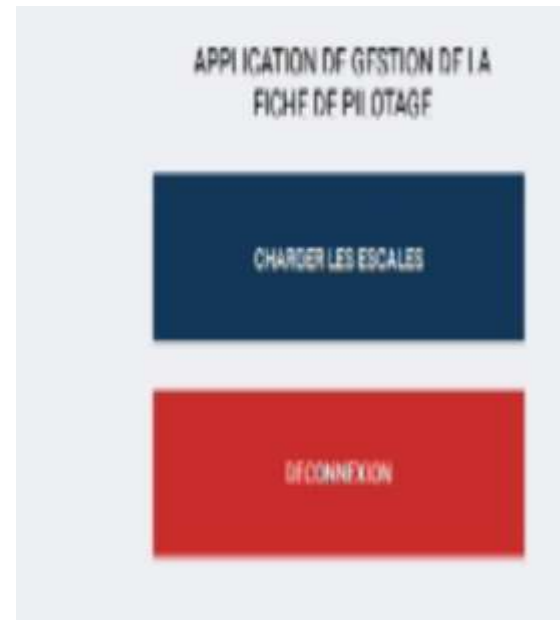 APPLICATION DE GESTION DE LA
FICHE DE PILOTAGE
CHARGER LES ESCALES
DECONNEXION